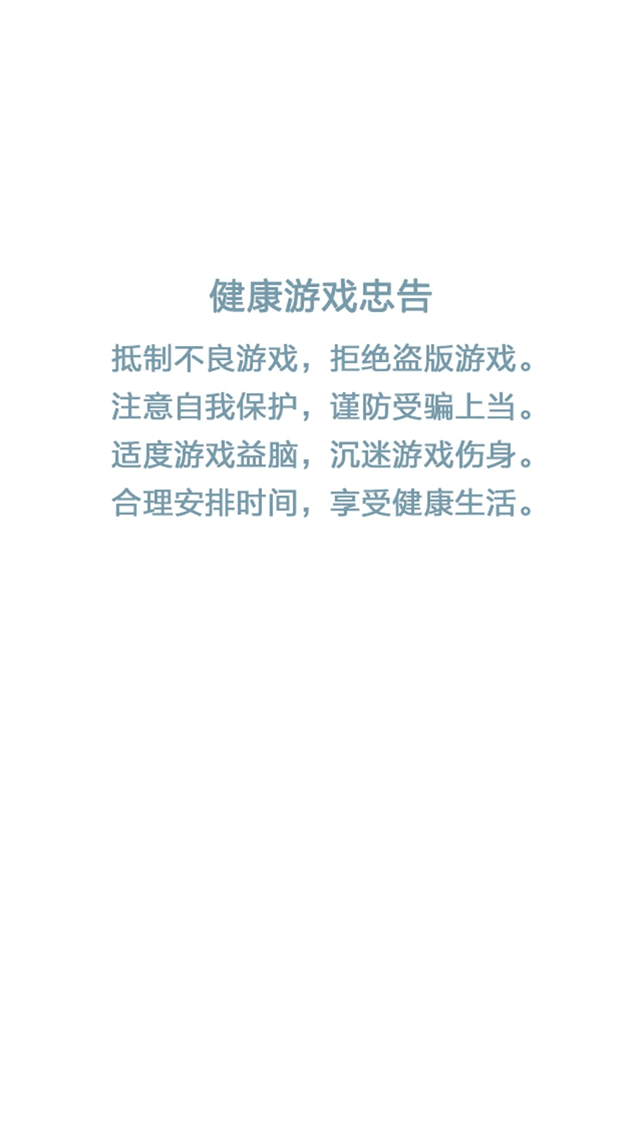 健康游戏忠告
抵制不良游戏，拒绝盗版游戏。
注意自我保护，谨防受骗上当。
适度游戏益脑，沉迷游戏伤身。
合理安排时间，享受健康生活。